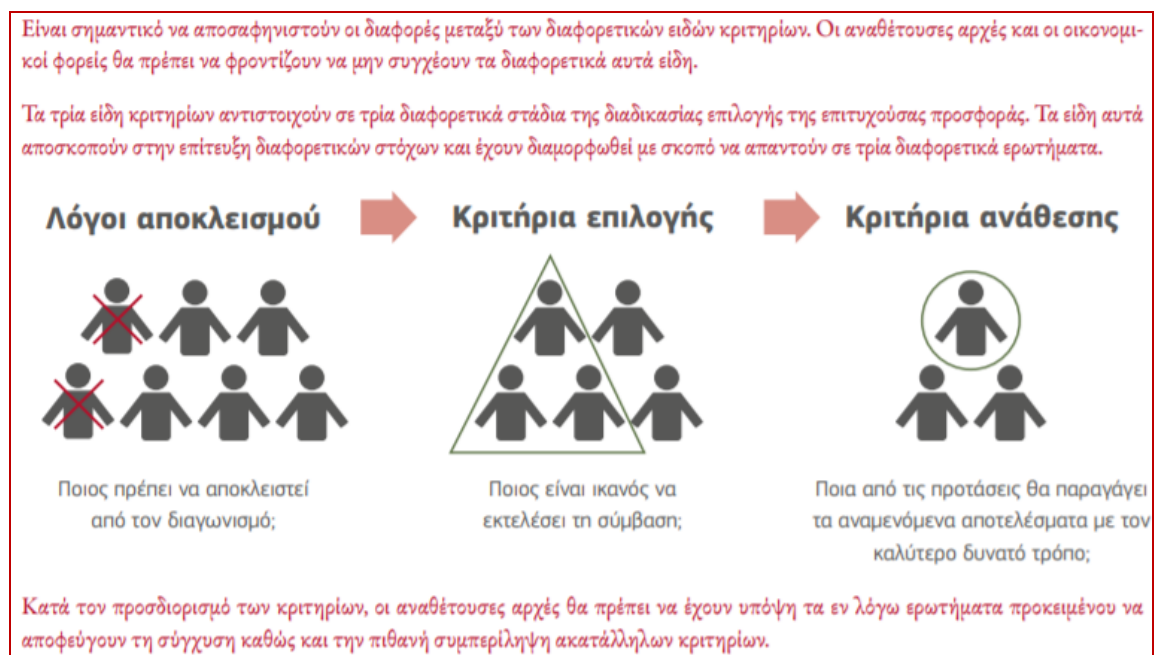 Είναι σημαντικό να αποσαφηνιστούν οι διαφορές μεταξύ των διαφορετικών ειδών κριτηρίων. Οι αναθέτουσες αρχές και οι οικονομι-
κοί φορείς θα πρέπει να φροντίζουν να μην συγχέουν τα διαφορετικά αυτά είδη.
Τα τρία είδη κριτηρίων αντιστοιχούν σε τρία διαφορετικά στάδια της διαδικασίας επιλογής της επιτυχούσας προσφοράς. Τα είδη αυτά
αποσκοπούν στην επίτευξη διαφορετικών στόχων και έχουν διαμορφωθεί με σκοπό να απαντούν σε τρία διαφορετικά ερωτήματα.
Λόγοι αποκλεισμού
Κριτήρια επιλογής
Κριτήρια ανάθεσης
Ποιος πρέπει να αποκλειστεί
από τον διαγωνισμό;
Ποιος είναι ικανός να
εκτελέσει τη σύμβαση;
Ποια από τις προτάσεις θα παραγάγει
τα αναμενόμενα αποτελέσματα με τον
καλύτερο δυνατό τρόπο;
Κατά τον προσδιορισμό των κριτηρίων, οι αναθέτουσες αρχές θα πρέπει να έχουν υπόψη τα εν λόγω ερωτήματα προκειμένου να
αποφεύγουν τη σύγχυση καθώς και την πιθανή συμπερίληψη ακατάλληλων κριτηρίων.